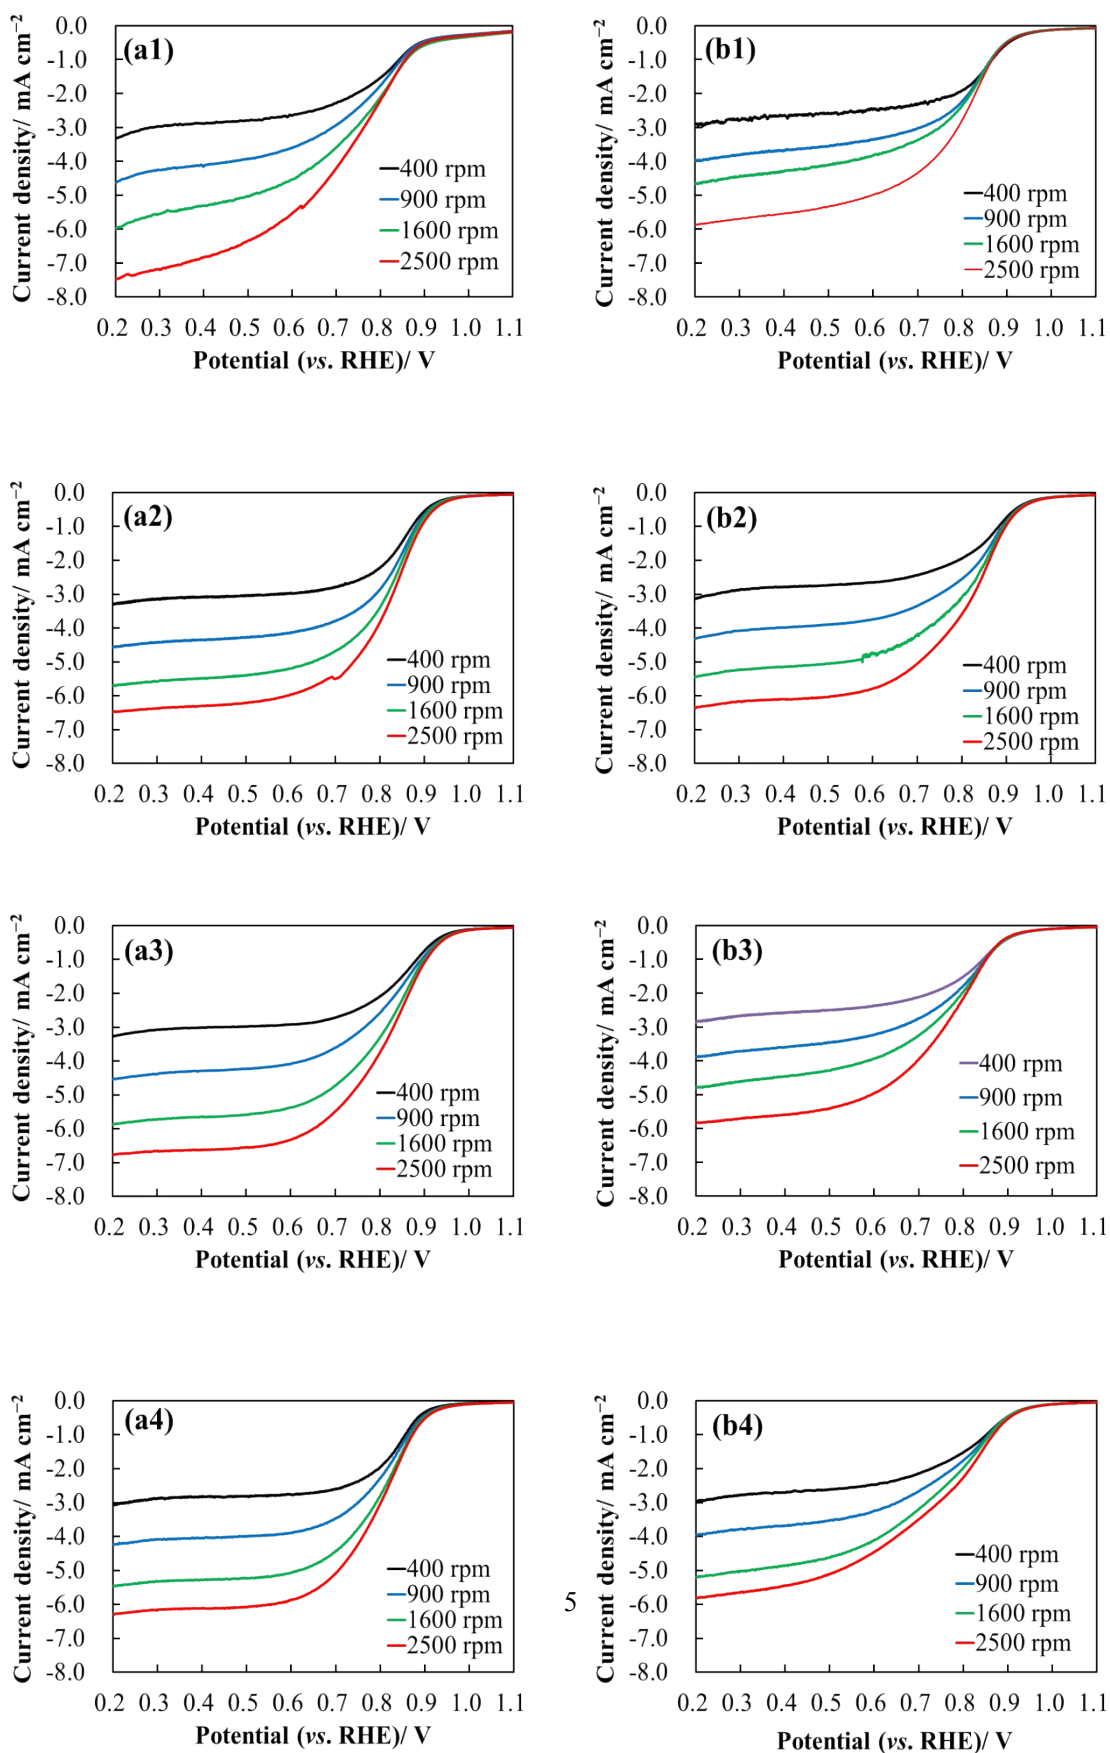 (a1)
0.0
-1.0
-2.0
-3.0
-4.0
-5.0
-6.0
-7.0
-8.0
Current density/ mA cm⁻²
400 rpm
900 rpm
1600 rpm
2500 rpm
0.2 0.3 0.4 0.5 0.6 0.7 0.8 0.9 1.0 1.1
Potential (vs. RHE)/ V
(b1)
0.0
-1.0
-2.0
-3.0
-4.0
-5.0
-6.0
-7.0
-8.0
Current density/ mA cm⁻²
400 rpm
900 rpm
1600 rpm
2500 rpm
0.2 0.3 0.4 0.5 0.6 0.7 0.8 0.9 1.0 1.1
Potential (vs. RHE)/ V
(a2)
0.0
-1.0
-2.0
-3.0
-4.0
-5.0
-6.0
-7.0
-8.0
Current density/ mA cm⁻²
400 rpm
900 rpm
1600 rpm
2500 rpm
0.2 0.3 0.4 0.5 0.6 0.7 0.8 0.9 1.0 1.1
Potential (vs. RHE)/ V
(b2)
0.0
-1.0
-2.0
-3.0
-4.0
-5.0
-6.0
-7.0
-8.0
Current density/ mA cm⁻²
400 rpm
900 rpm
1600 rpm
2500 rpm
0.2 0.3 0.4 0.5 0.6 0.7 0.8 0.9 1.0 1.1
Potential (vs. RHE)/ V
(a3)
0.0
-1.0
-2.0
-3.0
-4.0
-5.0
-6.0
-7.0
-8.0
Current density/ mA cm⁻²
400 rpm
900 rpm
1600 rpm
2500 rpm
0.2 0.3 0.4 0.5 0.6 0.7 0.8 0.9 1.0 1.1
Potential (vs. RHE)/ V
(b3)
0.0
-1.0
-2.0
-3.0
-4.0
-5.0
-6.0
-7.0
-8.0
Current density/ mA cm⁻²
400 rpm
900 rpm
1600 rpm
2500 rpm
0.2 0.3 0.4 0.5 0.6 0.7 0.8 0.9 1.0 1.1
Potential (vs. RHE)/ V
(a4)
0.0
-1.0
-2.0
-3.0
-4.0
-5.0
-6.0
-7.0
-8.0
Current density/ mA cm⁻²
400 rpm
900 rpm
1600 rpm
2500 rpm
0.2 0.3 0.4 0.5 0.6 0.7 0.8 0.9 1.0 1.1
Potential (vs. RHE)/ V
5
(b4)
0.0
-1.0
-2.0
-3.0
-4.0
-5.0
-6.0
-7.0
-8.0
Current density/ mA cm⁻²
400 rpm
900 rpm
1600 rpm
2500 rpm
0.2 0.3 0.4 0.5 0.6 0.7 0.8 0.9 1.0 1.1
Potential (vs. RHE)/ V